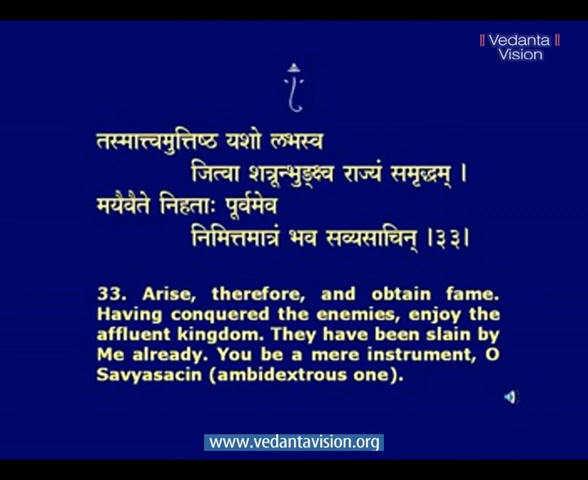 ॥ Vedanta ॥
Vision
तस्मात्त्वमुत्तिष्ठ यशो लभस्व
जित्वा शत्रून्भुङ्क्ष्व राज्यं समृद्धम् ।
मयैवैते निहताः पूर्वमेव
निमित्तमात्रं भव सव्यसाचिन् ।३३।
33. Arise, therefore, and obtain fame.
Having conquered the enemies, enjoy the
affluent kingdom. They have been slain by
Me already. You be a mere instrument, O
Savyasacin (ambidextrous one).
www.vedantavision.org